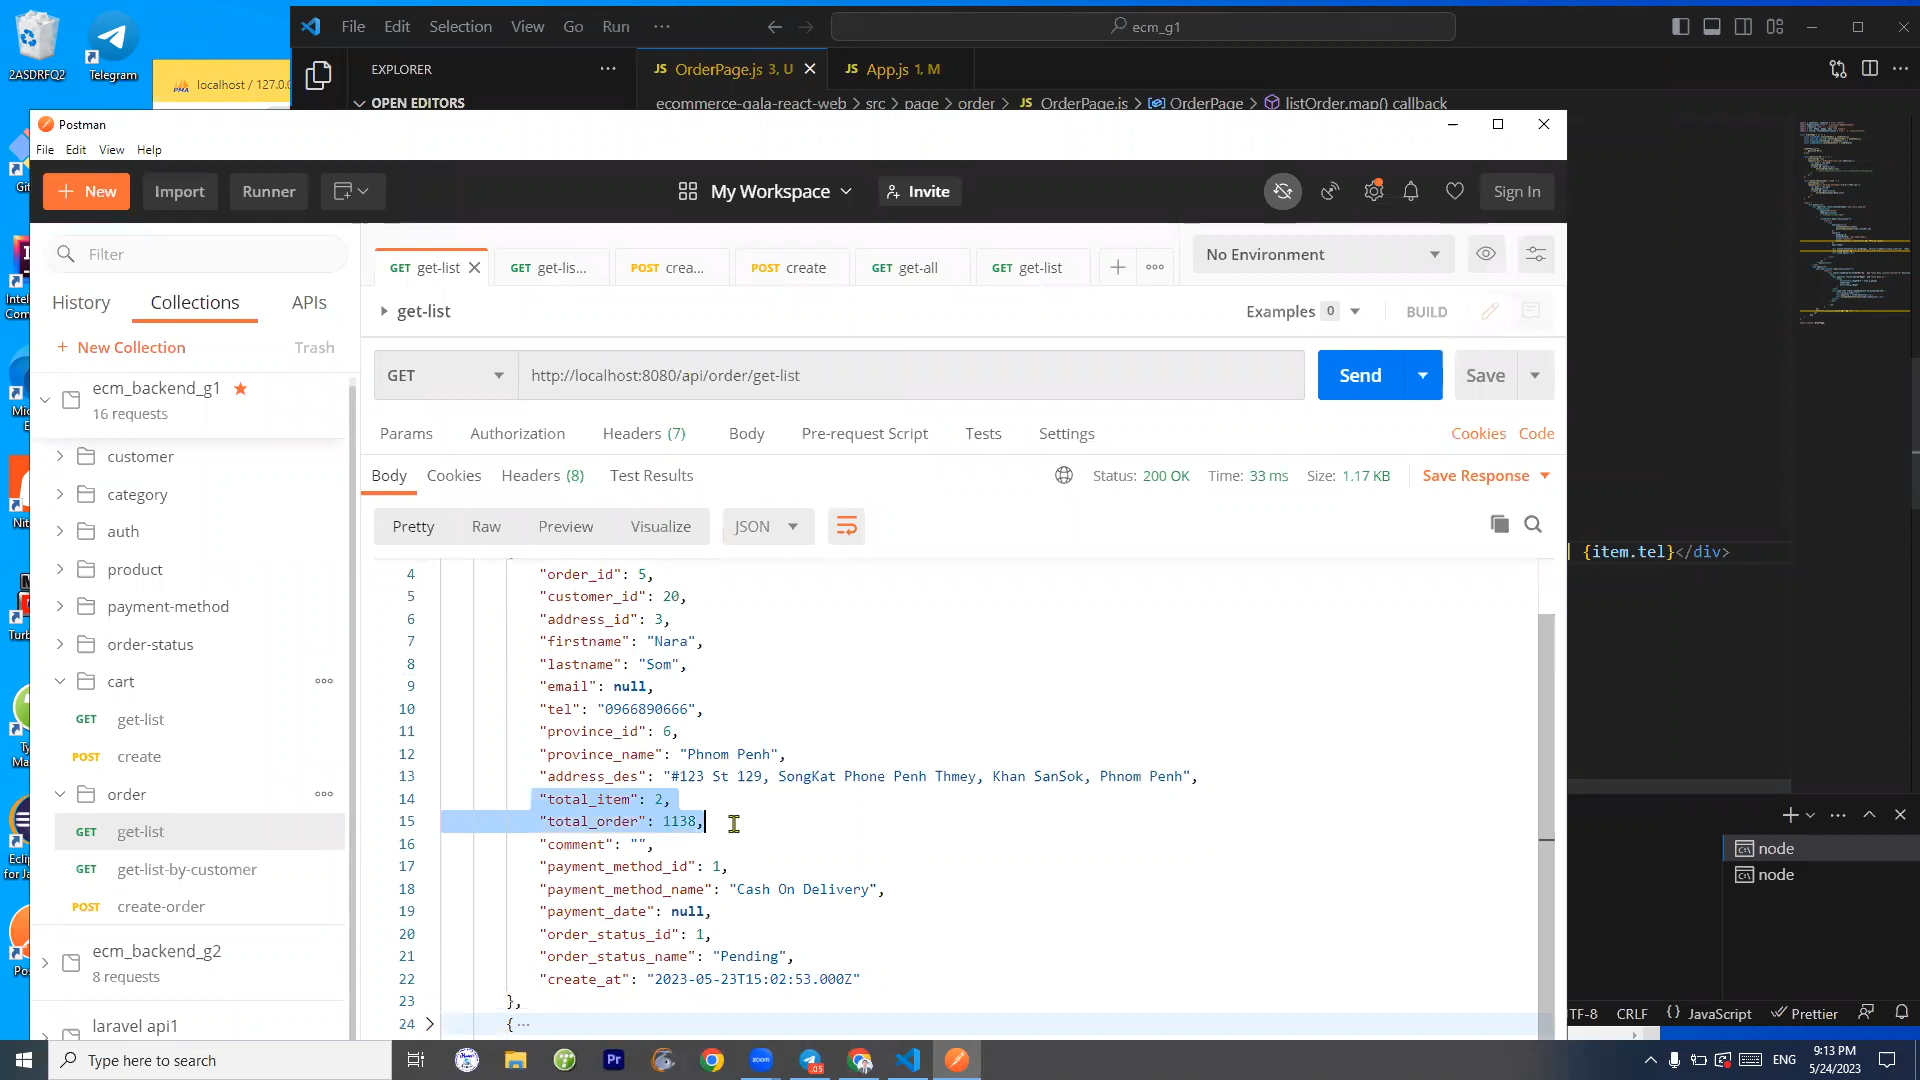 2ASDRFQ2
Telegram
localhost / 127.0.0
File Edit Selection View Go Run
ecm_g1
EXPLORER
OPEN EDITORS
JS OrderPage.js 3, U
JS App.js 1, M
ecommerce-gala-react-web > src > page > order > JS OrderPage.js > OrderPage > listOrder.map() callback
Postman
File Edit View Help
New
Import
Runner
My Workspace
Invite
Sign In
Filter
History
Collections
APIs
+ New Collection
Trash
ecm_backend_g1
16 requests
customer
category
auth
product
payment-method
order-status
cart
GET get-list
POST create
order
GET get-list
GET get-list-by-customer
POST create-order
ecm_backend_g2
8 requests
laravel api1
GET get-list
GET get-lis...
POST crea...
POST create
GET get-all
GET get-list
No Environment
get-list
Examples 0
BUILD
GET
http://localhost:8080/api/order/get-list
Send
Save
Params
Authorization
Headers (7)
Body
Pre-request Script
Tests
Settings
Cookies Code
Body
Cookies
Headers (8)
Test Results
Status: 200 OK
Time: 33 ms
Size: 1.17 KB
Save Response
Pretty
Raw
Preview
Visualize
JSON
4 "order_id": 5,
5 "customer_id": 20,
6 "address_id": 3,
7 "firstname": "Nara",
8 "lastname": "Som",
9 "email": null,
10 "tel": "0966890666",
11 "province_id": 6,
12 "province_name": "Phnom Penh",
13 "address_des": "#123 St 129, SongKat Phone Penh Thmey, Khan SanSok, Phnom Penh",
14 "total_item": 2,
15 "total_order": 1138,
16 "comment": "",
17 "payment_method_id": 1,
18 "payment_method_name": "Cash On Delivery",
19 "payment_date": null,
20 "order_status_id": 1,
21 "order_status_name": "Pending",
22 "create_at": "2023-05-23T15:02:53.000Z"
23 },
24 {
{item.tel}</div>
node
node
TF-8 CRLF {} JavaScript Prettier
Type here to search
ENG
9:13 PM
5/24/2023